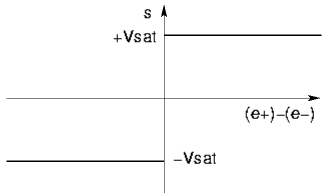 s
+Vsat
(e+)-(e-)
-Vsat